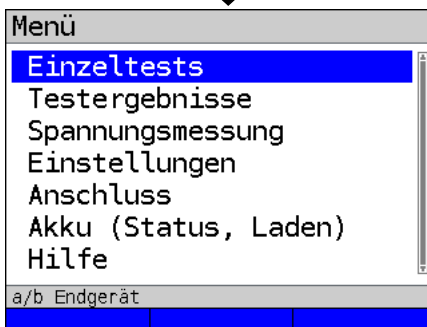 Menü
Einzeltests
Testergebnisse
Spannungsmessung
Einstellungen
Anschluss
Akku (Status, Laden)
Hilfe
a/b Endgerät